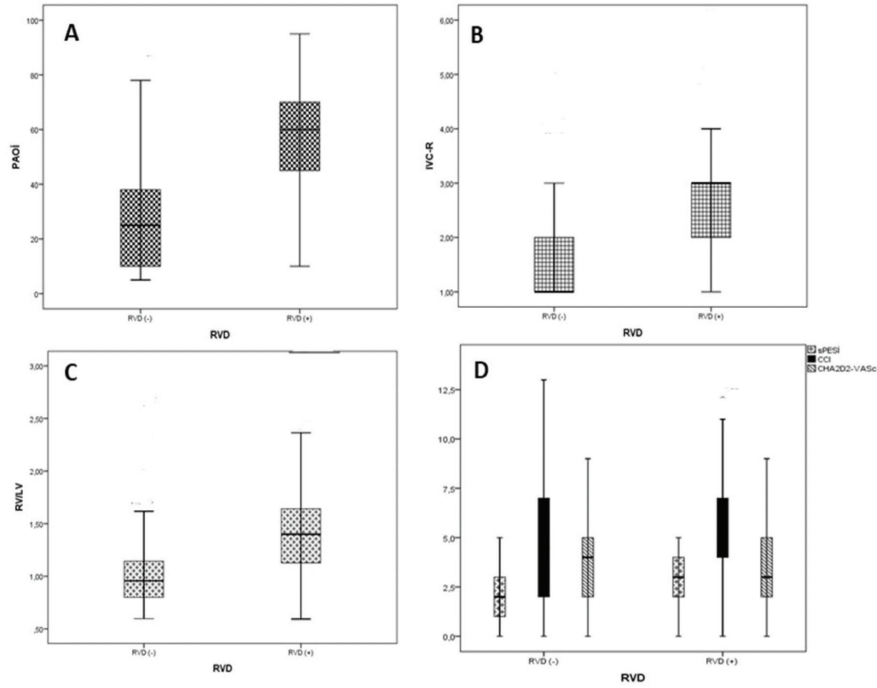 A
100
80
60
40
20
0
PAOİ
RVD (-)
RVD (+)
RVD
B
6,00
5,00
4,00
3,00
2,00
1,00
IVC-R
RVD (-)
RVD (+)
RVD
C
3,00
2,50
2,00
1,50
1,00
,50
RV/LV
RVD (-)
RVD (+)
RVD
D
sPESİ
CCI
CHA2D2-VASc
12,5
10,0
7,5
5,0
2,5
0,0
RVD (-)
RVD (+)
RVD